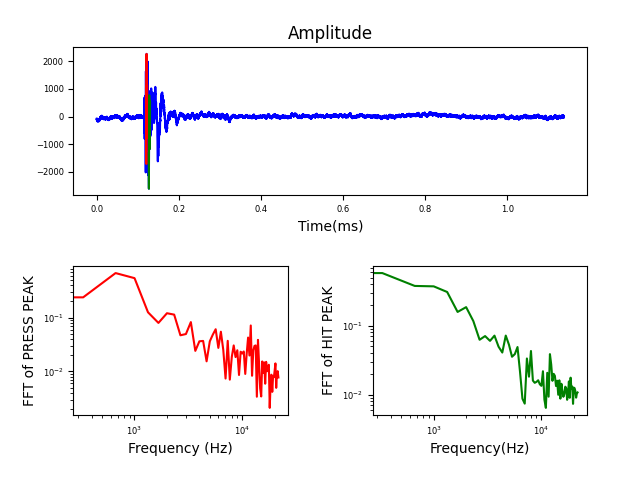 Amplitude
2000
1000
0
−1000
−2000
0.0 0.2 0.4 0.6 0.8 1.0
Time(ms)
FFT of PRESS PEAK
10⁻¹
10⁻²
10³ 10⁴
Frequency (Hz)
FFT of HIT PEAK
10⁻¹
10⁻²
10³ 10⁴
Frequency(Hz)